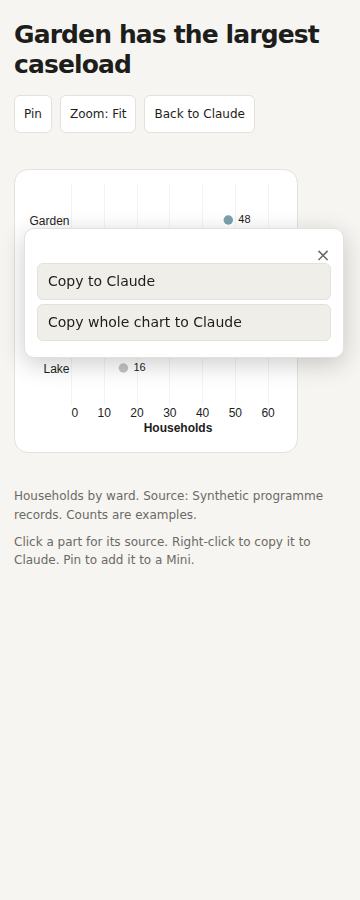 Garden has the largest
caseload
Pin
Zoom: Fit
Back to Claude
Garden
48
×
Copy to Claude
Copy whole chart to Claude
Lake
16
0 10 20 30 40 50 60
Households
Households by ward. Source: Synthetic programme
records. Counts are examples.
Click a part for its source. Right-click to copy it to
Claude. Pin to add it to a Mini.